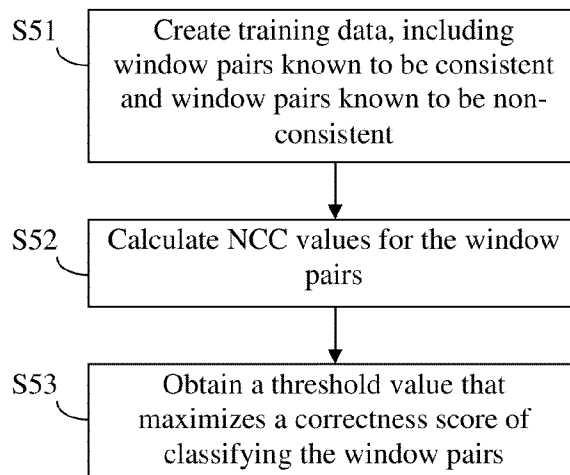 S51
Create training data, including
window pairs known to be consistent
and window pairs known to be non-
consistent
S52
Calculate NCC values for the window
pairs
S53
Obtain a threshold value that
maximizes a correctness score of
classifying the window pairs